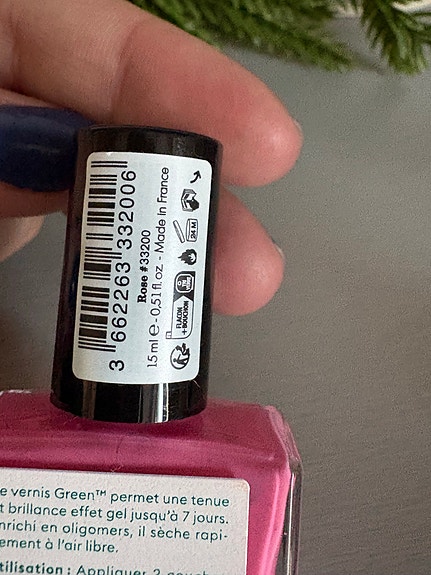 3 662263 332006
Rose #33200
15 ml e - 0,51 fl. oz. - Made in France
FLACON
+BOUCHON
24 M
e vernis Green™ permet une tenue
t brillance effet gel jusqu'à 7 jours.
nrichi en oligomers, il sèche rapi-
ement à l'air libre.
tilisation : Appliquer 2 couch